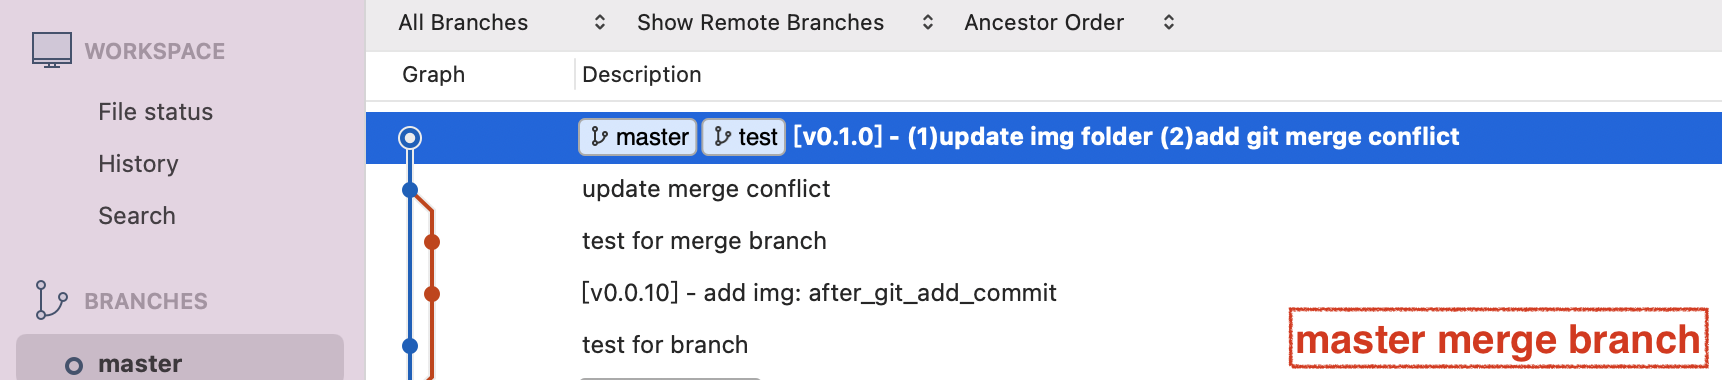 WORKSPACE
File status
History
Search
BRANCHES
master
All Branches Show Remote Branches Ancestor Order
Graph Description
master test [v0.1.0] - (1)update img folder (2)add git merge conflict
update merge conflict
test for merge branch
[v0.0.10] - add img: after_git_add_commit
test for branch
master merge branch